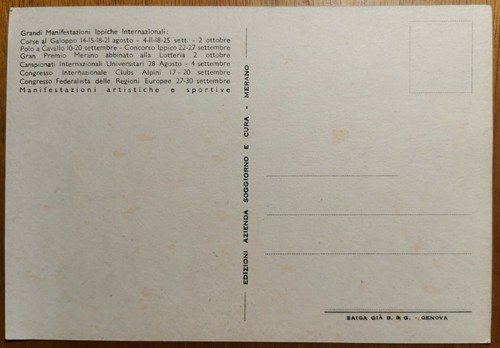 Grandi Manifestazioni Ippiche Internazionali:
Corse al Galoppo 14-15-18-21 agosto - 4-11-18-25 sett. - 2 ottobre
Polo a Cavallo 10-20 settembre - Concorso Ippico 22-27 settembre
Gran Premio Merano abbinato alla Lotteria 2 ottobre
Campionati Internazionali Universitari 28 Agosto - 4 settembre
Congresso Internazionale Clubs Alpini 17-20 settembre
Congresso Federalista delle Regioni Europee 27-30 settembre
Manifestazioni artistiche e sportive
EDIZIONI AZIENDA SOGGIORNO E CURA - MERANO
SAIGA GIÀ B. & G. - GENOVA